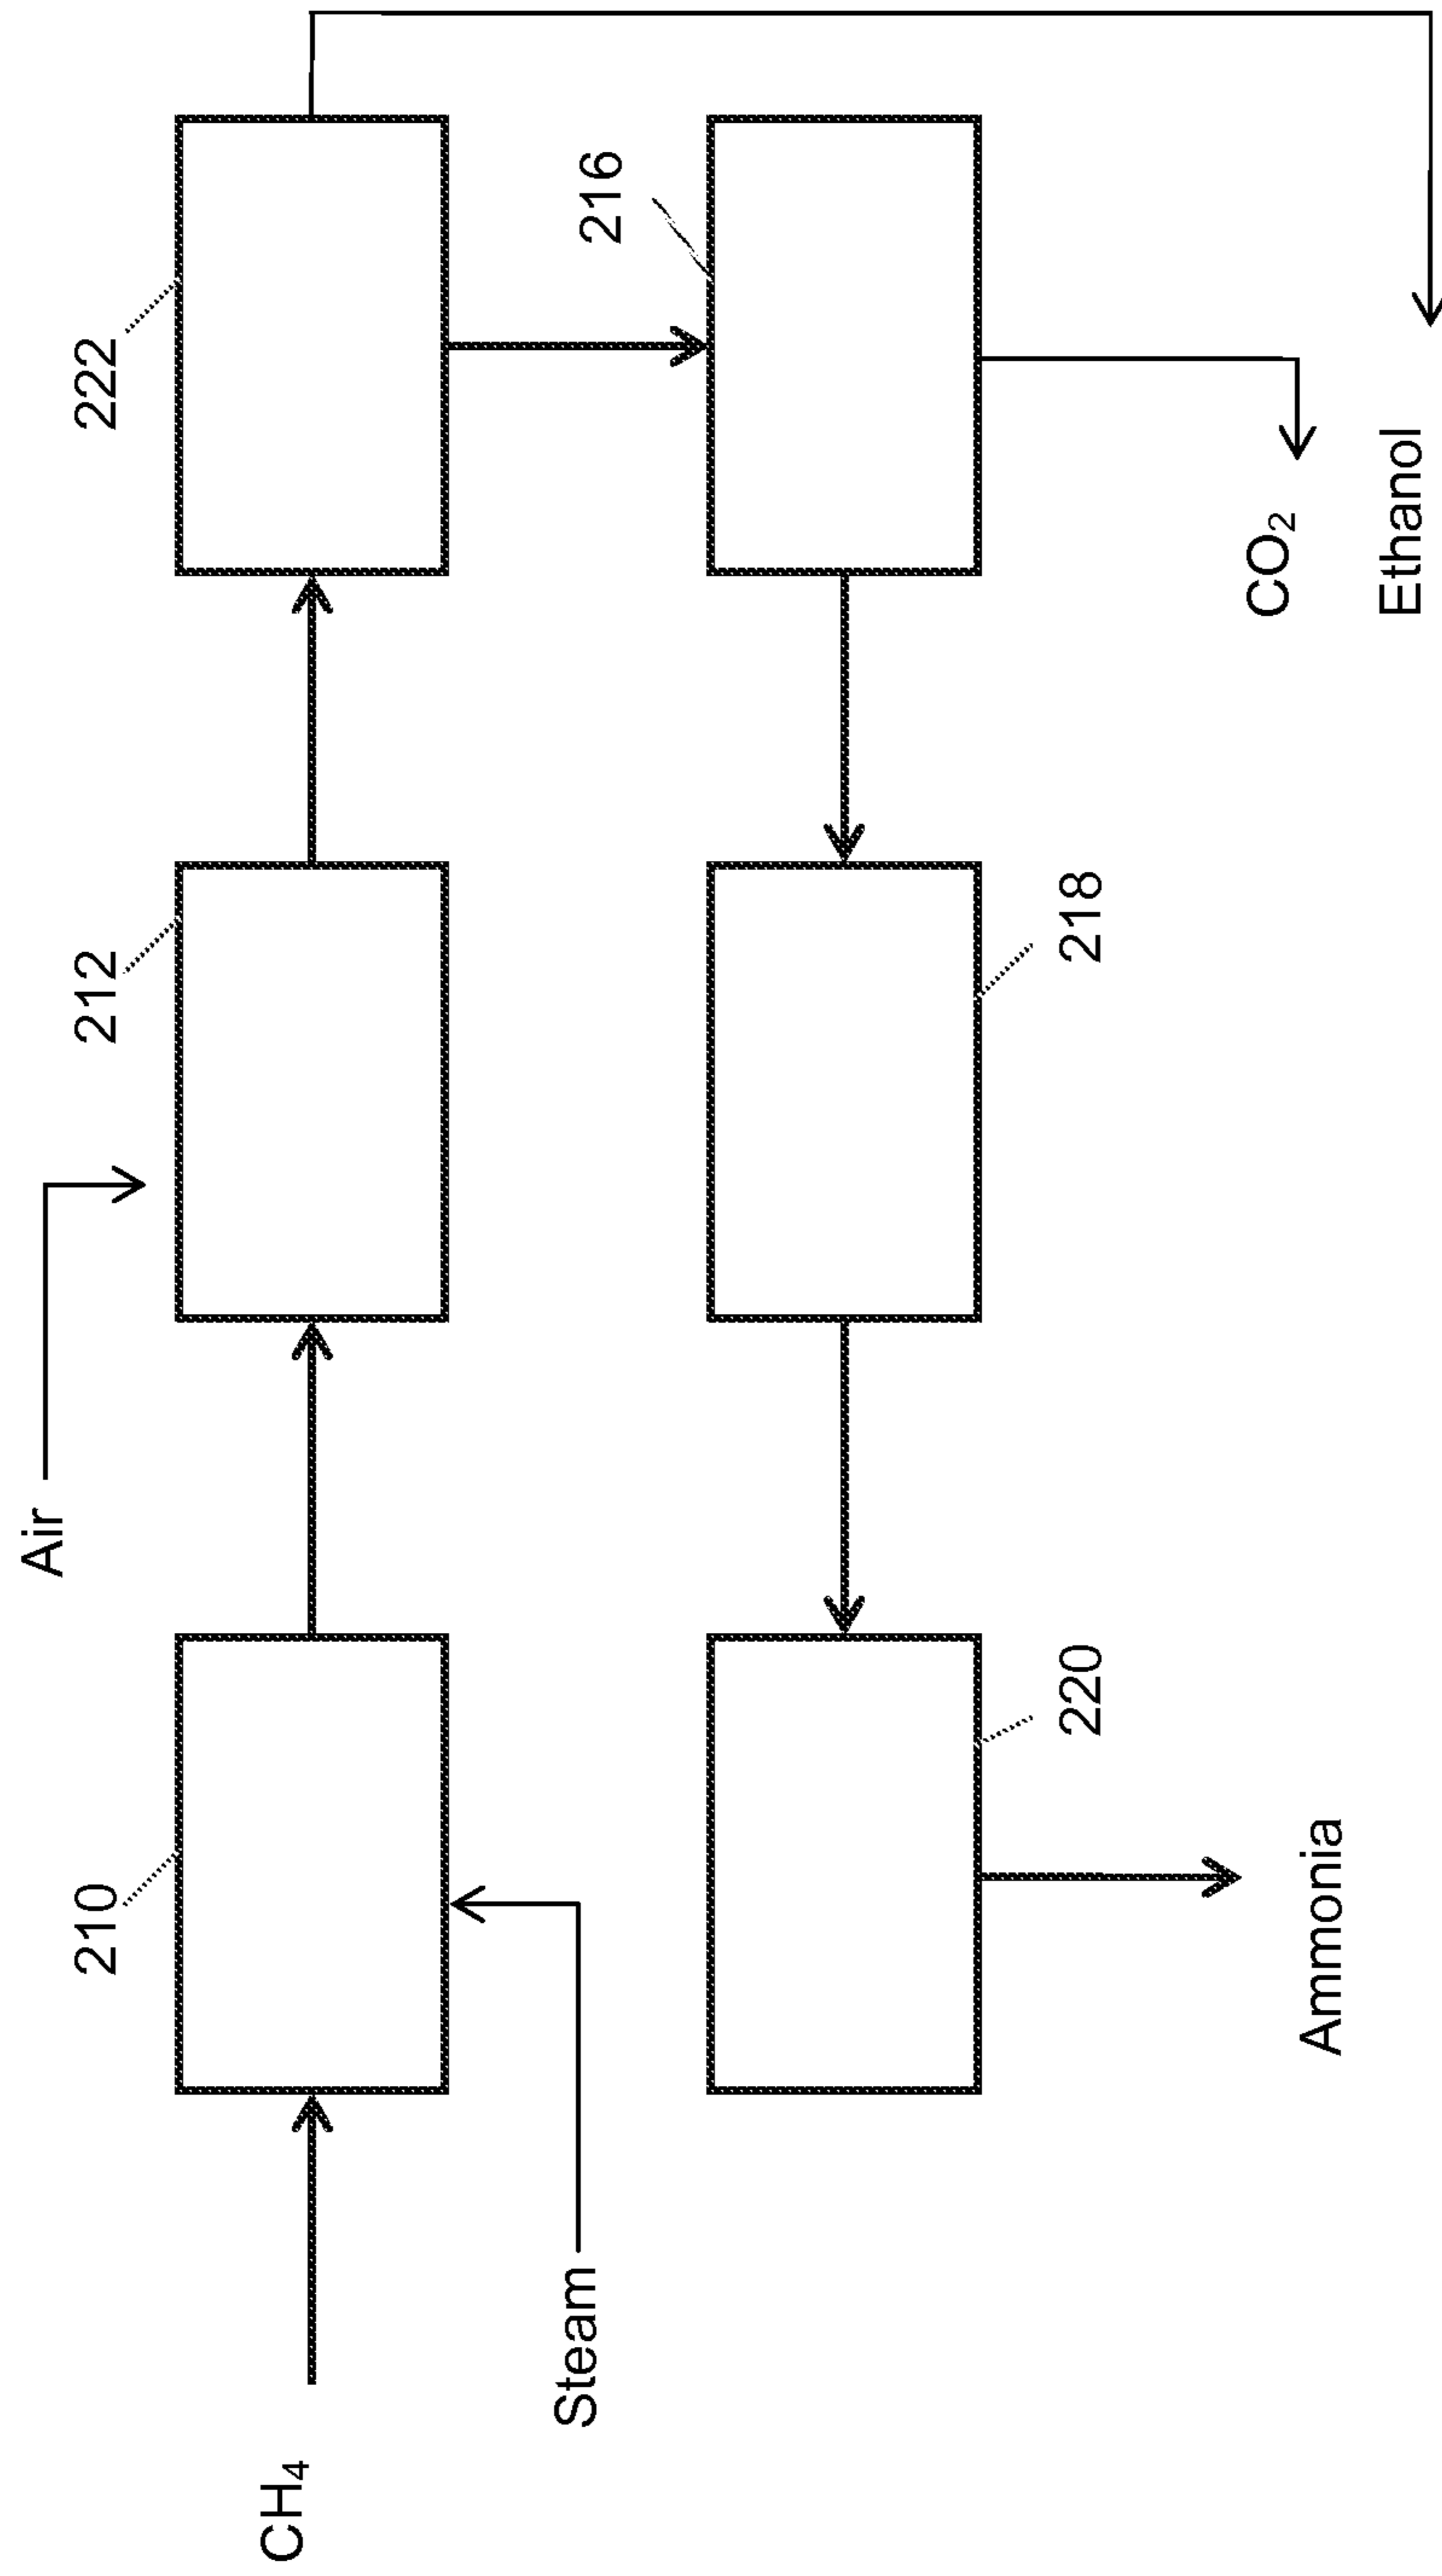 Air
210
212
222
CH₄
Steam
216
220
218
Ammonia
CO₂
Ethanol